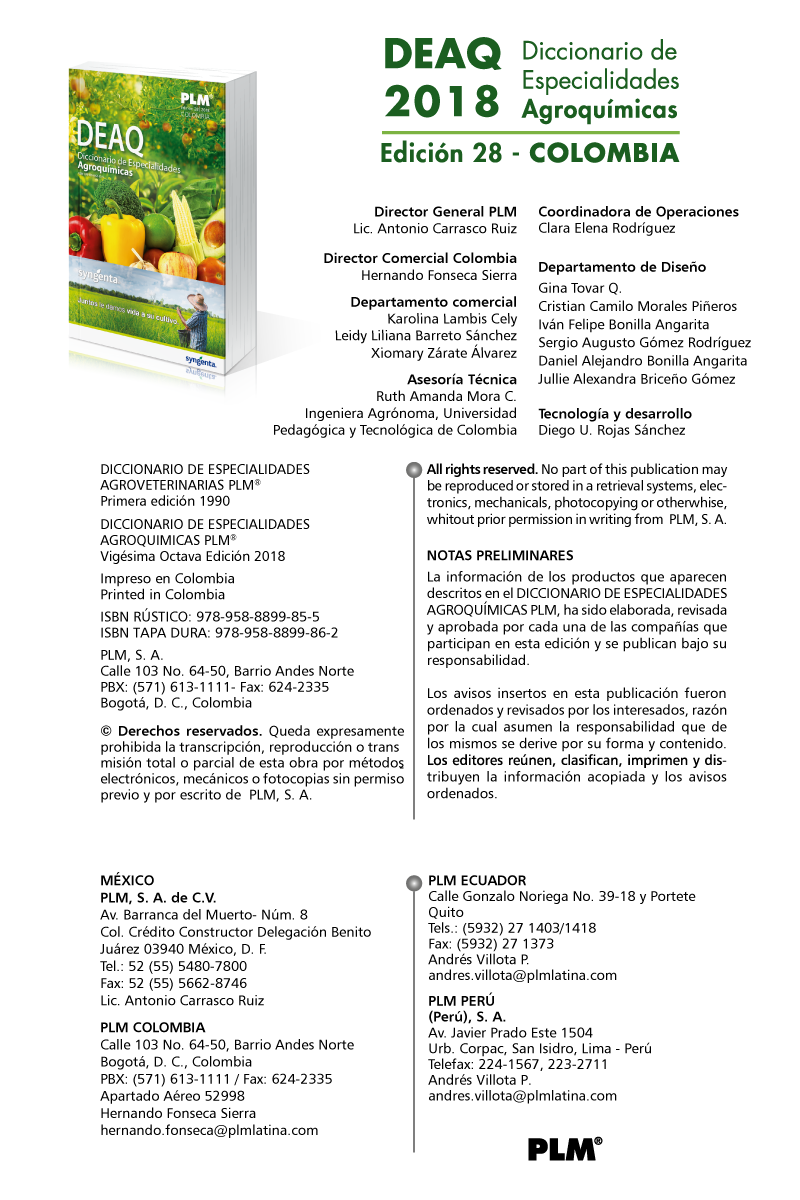 DEAQ
2018
Diccionario de
Especialidades
Agroquímicas
Edición 28 - COLOMBIA
PLM®
COLOMBIA
DEAQ
Diccionario de Especialidades
Agroquímicas
syngenta
vida a su cultivo
syngenta
Director General PLM
Lic. Antonio Carrasco Ruiz
Director Comercial Colombia
Hernando Fonseca Sierra
Departamento comercial
Karolina Lambis Cely
Leidy Liliana Barreto Sánchez
Xiomary Zárate Álvarez
Asesoría Técnica
Ruth Amanda Mora C.
Ingeniera Agrónoma, Universidad
Pedagógica y Tecnológica de Colombia
Coordinadora de Operaciones
Clara Elena Rodríguez
Departamento de Diseño
Gina Tovar Q.
Cristian Camilo Morales Piñeros
Iván Felipe Bonilla Angarita
Sergio Augusto Gómez Rodríguez
Daniel Alejandro Bonilla Angarita
Jullie Alexandra Briceño Gómez
Tecnología y desarrollo
Diego U. Rojas Sánchez
DICCIONARIO DE ESPECIALIDADES
AGROVETERINARIAS PLM®
Primera edición 1990
DICCIONARIO DE ESPECIALIDADES
AGROQUIMICAS PLM®
Vigésima Octava Edición 2018
Impreso en Colombia
Printed in Colombia
ISBN RÚSTICO: 978-958-8899-85-5
ISBN TAPA DURA: 978-958-8899-86-2
PLM, S. A.
Calle 103 No. 64-50, Barrio Andes Norte
PBX: (571) 613-1111- Fax: 624-2335
Bogotá, D. C., Colombia
© Derechos reservados. Queda expresamente
prohibida la transcripción, reproducción o trans
misión total o parcial de esta obra por métodos
electrónicos, mecánicos o fotocopias sin permiso
previo y por escrito de PLM, S. A.
All rights reserved. No part of this publication may
be reproduced or stored in a retrieval systems, elec-
tronics, mechanicals, photocopying or otherwhise,
whitout prior permission in writing from PLM, S. A.
NOTAS PRELIMINARES
La información de los productos que aparecen
descritos en el DICCIONARIO DE ESPECIALIDADES
AGROQUÍMICAS PLM, ha sido elaborada, revisada
y aprobada por cada una de las compañías que
participan en esta edición y se publican bajo su
responsabilidad.
Los avisos insertos en esta publicación fueron
ordenados y revisados por los interesados, razón
por la cual asumen la responsabilidad que de
los mismos se derive por su forma y contenido.
Los editores reúnen, clasifican, imprimen y dis-
tribuyen la información acopiada y los avisos
ordenados.
MÉXICO
PLM, S. A. de C.V.
Av. Barranca del Muerto- Núm. 8
Col. Crédito Constructor Delegación Benito
Juárez 03940 México, D. F.
Tel.: 52 (55) 5480-7800
Fax: 52 (55) 5662-8746
Lic. Antonio Carrasco Ruiz
PLM COLOMBIA
Calle 103 No. 64-50, Barrio Andes Norte
Bogotá, D. C., Colombia
PBX: (571) 613-1111 / Fax: 624-2335
Apartado Aéreo 52998
Hernando Fonseca Sierra
hernando.fonseca@plmlatina.com
PLM ECUADOR
Calle Gonzalo Noriega No. 39-18 y Portete
Quito
Tels.: (5932) 27 1403/1418
Fax: (5932) 27 1373
Andrés Villota P.
andres.villota@plmlatina.com
PLM PERÚ
(Perú), S. A.
Av. Javier Prado Este 1504
Urb. Corpac, San Isidro, Lima - Perú
Telefax: 224-1567, 223-2711
Andrés Villota P.
andres.villota@plmlatina.com
PLM®